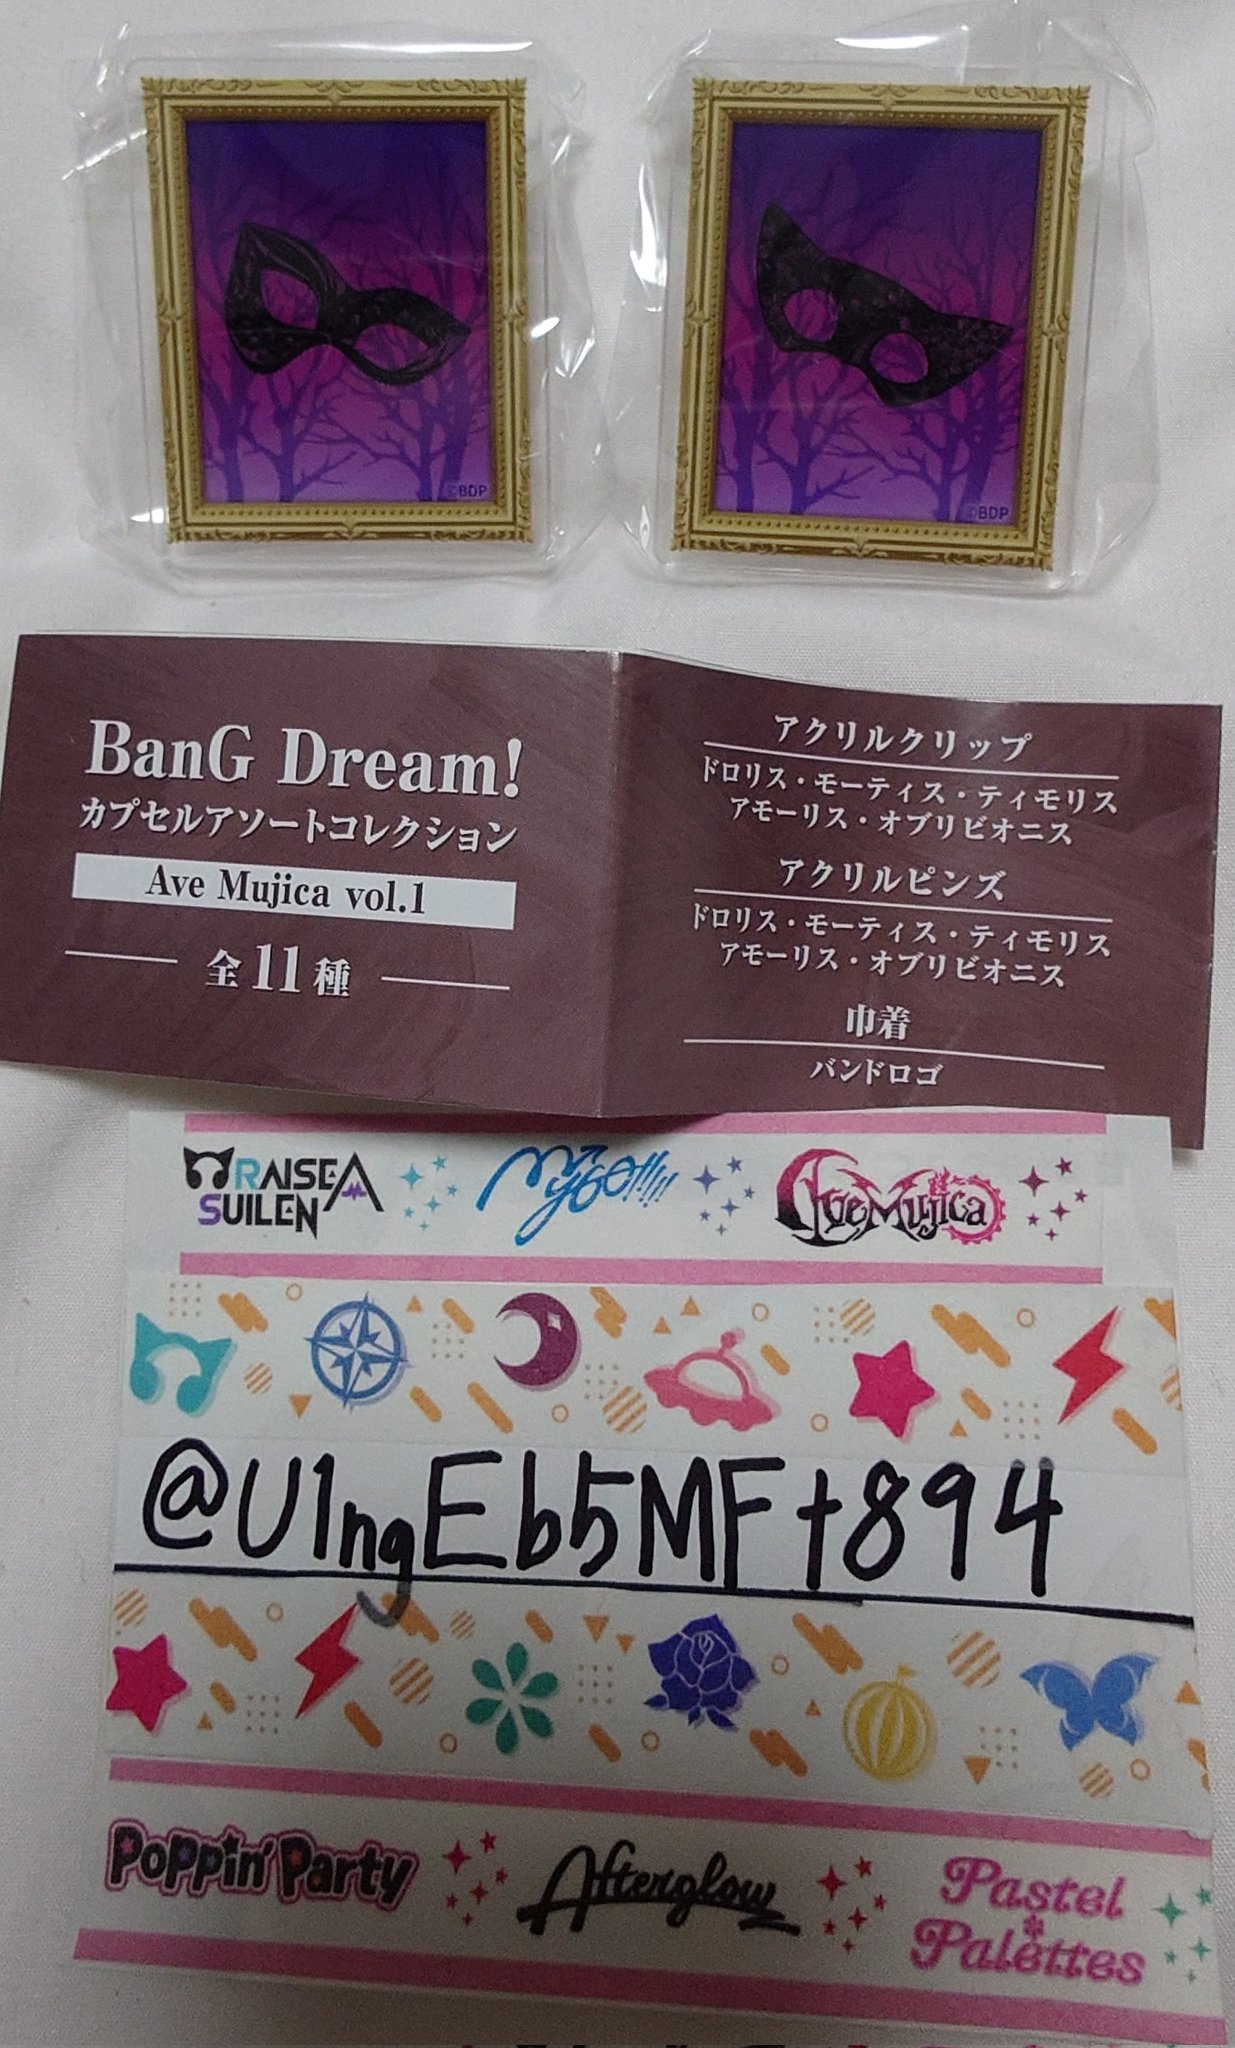 ©BDP
©BDP
BanG Dream!
カプセルアソートコレクション
Ave Mujica vol.1
全11種
アクリルクリップ
ドロリス・モーティス・ティモリス
アモーリス・オブリビオニス
アクリルピンズ
ドロリス・モーティス・ティモリス
アモーリス・オブリビオニス
巾着
バンドロゴ
RAISE A
SUILEN
MyGO!!!!!
Ave Mujica
@U1ngEb5MFt894
Poppin'Party
Afterglow
Pastel
Palettes